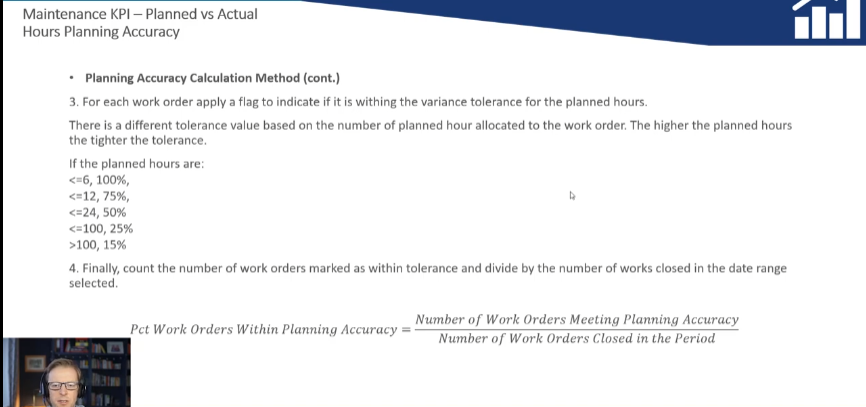 Maintenance KPI – Planned vs Actual
Hours Planning Accuracy
• Planning Accuracy Calculation Method (cont.)
3. For each work order apply a flag to indicate if it is withing the variance tolerance for the planned hours.
There is a different tolerance value based on the number of planned hour allocated to the work order. The higher the planned hours
the tighter the tolerance.
If the planned hours are:
<=6, 100%,
<=12, 75%,
<=24, 50%
<=100, 25%
>100, 15%
4. Finally, count the number of work orders marked as within tolerance and divide by the number of works closed in the date range
selected.
Pct Work Orders Within Planning Accuracy = Number of Work Orders Meeting Planning Accuracy
Number of Work Orders Closed in the Period